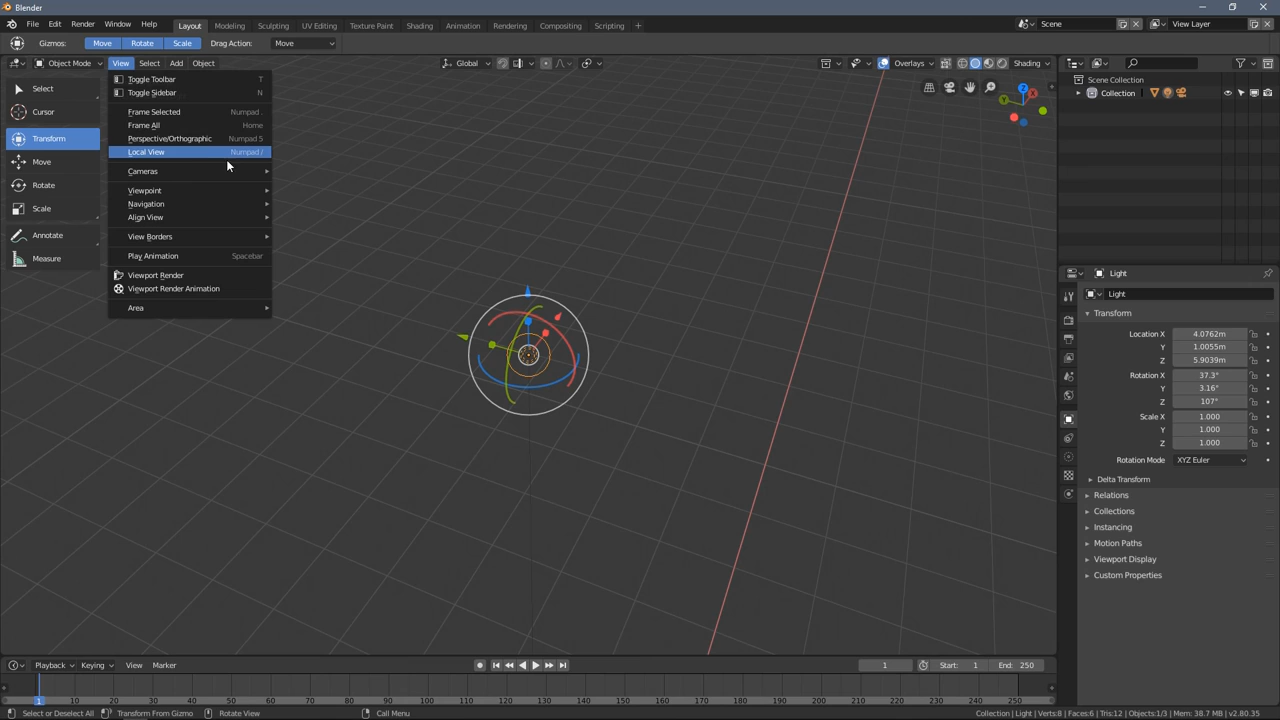 Blender
File Edit Render Window Help Layout Modeling Sculpting UV Editing Texture Paint Shading Animation Rendering Compositing Scripting + Scene View Layer
Gizmos: Move Rotate Scale Drag Action: Move
Object Mode View Select Add Object Global Overlays Shading
Toggle Toolbar T
Toggle Sidebar N
Frame Selected Numpad .
Frame All Home
Perspective/Orthographic Numpad 5
Local View Numpad /
Cameras
Viewpoint
Navigation
Align View
View Borders
Play Animation Spacebar
Viewport Render
Viewport Render Animation
Area
Select
Cursor
Transform
Move
Rotate
Scale
Annotate
Measure
Z
X
Y
Scene Collection
Collection
Light
Light
Transform
Location X 4.0762m
Y 1.0055m
Z 5.9039m
Rotation X 37.3°
Y 3.16°
Z 107°
Scale X 1.000
Y 1.000
Z 1.000
Rotation Mode XYZ Euler
Delta Transform
Relations
Collections
Instancing
Motion Paths
Viewport Display
Custom Properties
Playback Keying View Marker 1 Start: 1 End: 250
1 10 20 30 40 50 60 70 80 90 100 110 120 130 140 150 160 170 180 190 200 210 220 230 240 250
Select or Deselect All Transform From Gizmo Rotate View Call Menu Collection | Light | Verts:8 | Faces:6 | Tris:12 | Objects:1/3 | Mem: 38.7 MB | v2.80.35